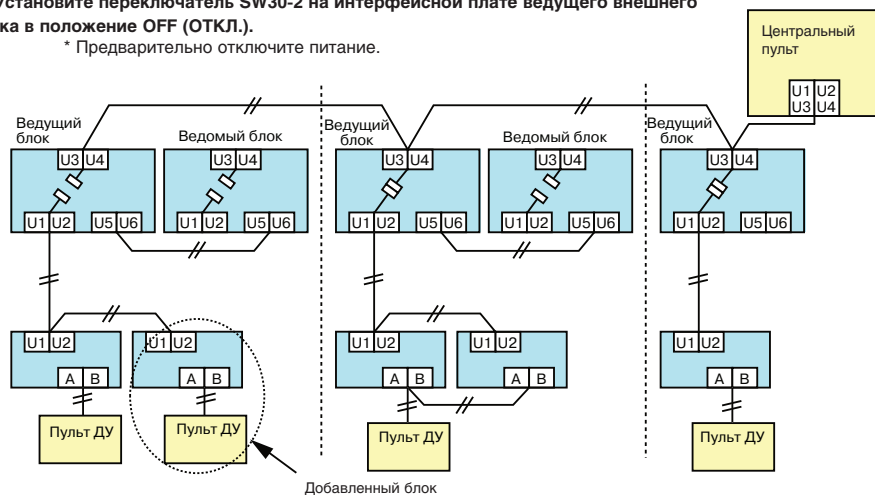 Установите переключатель SW30-2 на интерфейсной плате ведущего внешнего
ка в положение OFF (ОТКЛ.).
* Предварительно отключите питание.
Центральный
пульт
U1 U2
U3 U4
Ведущий
блок
Ведомый блок
Ведущий
блок
Ведомый блок
Ведущий
блок
U3 U4
U3 U4
U3 U4
U3 U4
U3 U4
U1 U2 U5 U6
U1 U2 U5 U6
U1 U2 U5 U6
U1 U2 U5 U6
U1 U2 U5 U6
U1 U2
U1 U2
U1 U2
U1 U2
U1 U2
A B
A B
A B
A B
A B
Пульт ДУ
Пульт ДУ
Пульт ДУ
Пульт ДУ
Добавленный блок